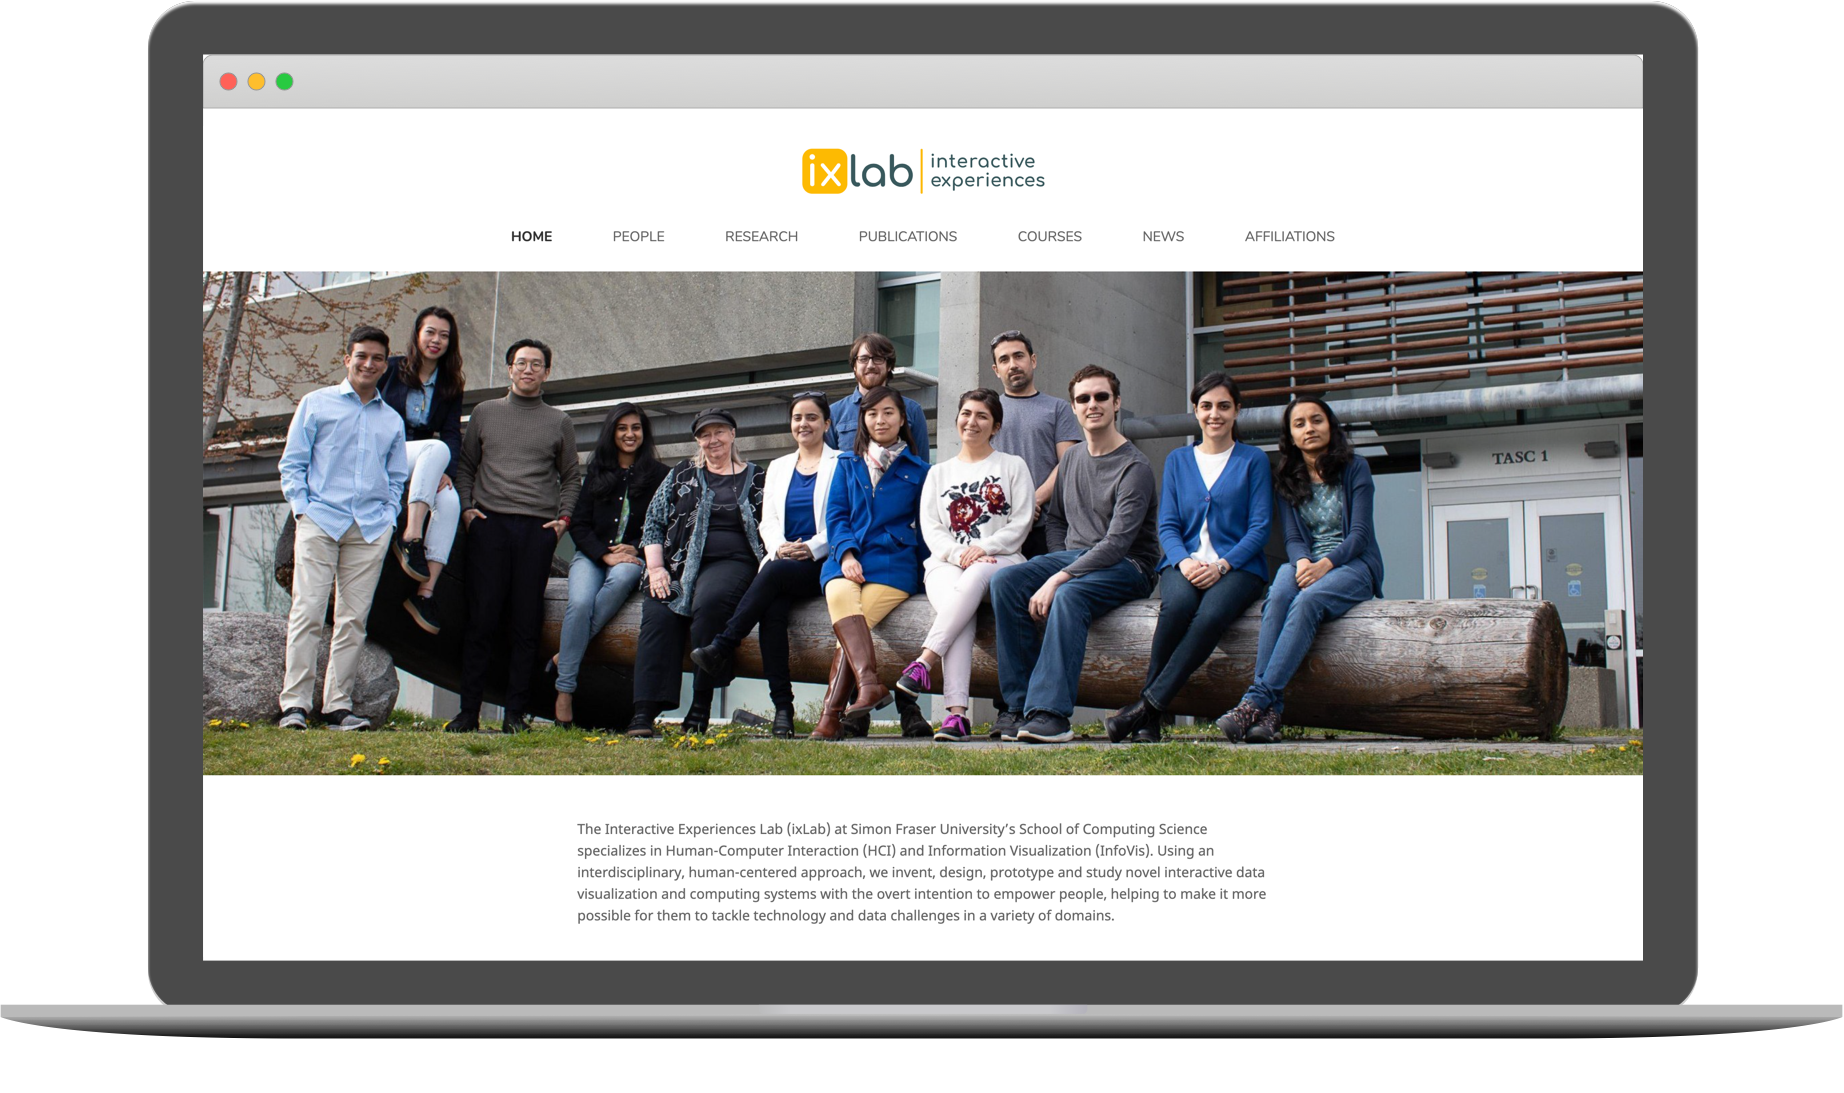 ixlab
interactive
experiences
HOME PEOPLE RESEARCH PUBLICATIONS COURSES NEWS AFFILIATIONS
TASC 1
The Interactive Experiences Lab (ixLab) at Simon Fraser University’s School of Computing Science
specializes in Human-Computer Interaction (HCI) and Information Visualization (InfoVis). Using an
interdisciplinary, human-centered approach, we invent, design, prototype and study novel interactive data
visualization and computing systems with the overt intention to empower people, helping to make it more
possible for them to tackle technology and data challenges in a variety of domains.